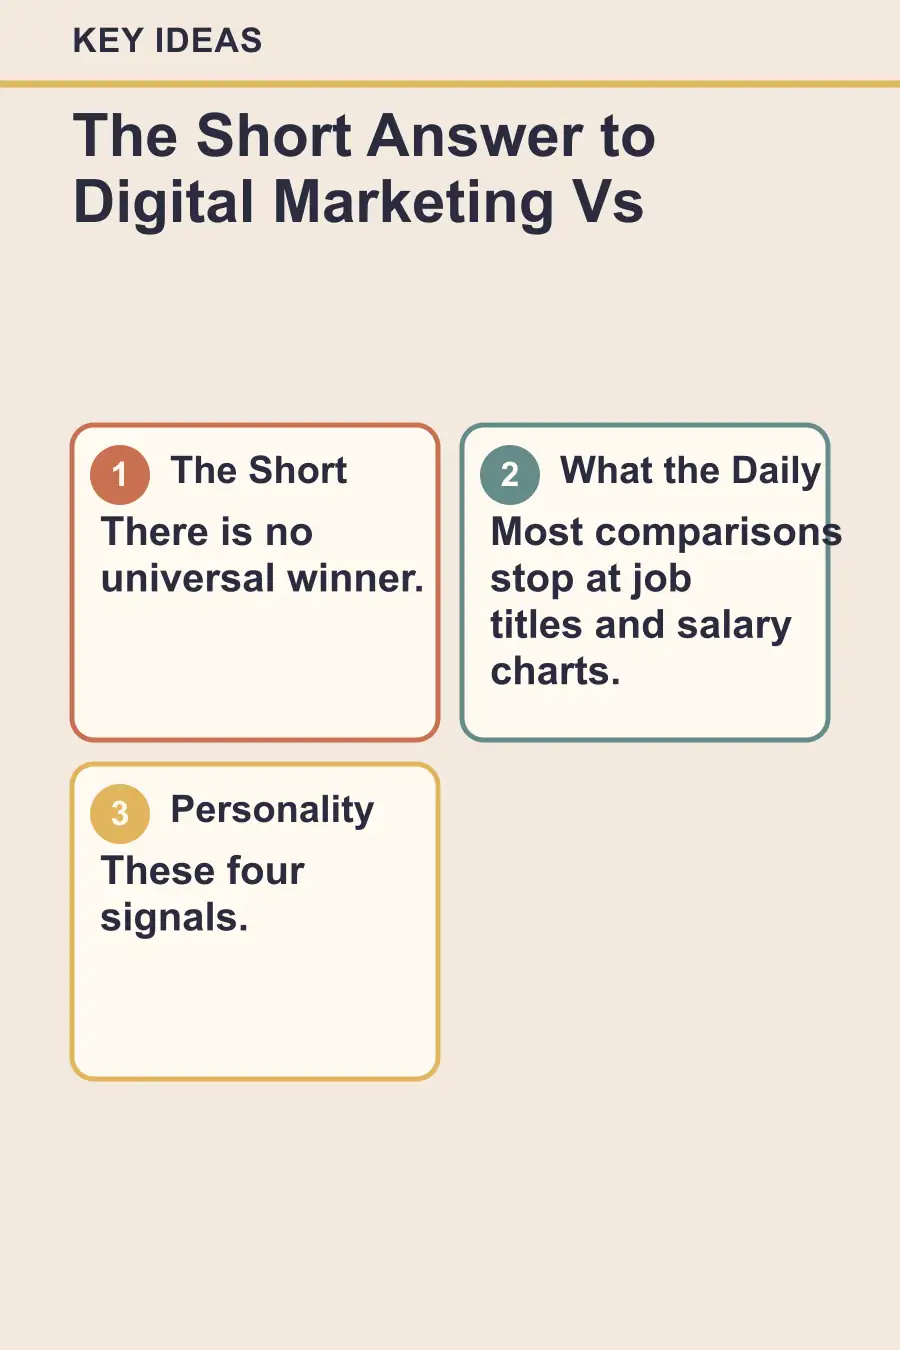 KEY IDEAS
The Short Answer to
Digital Marketing Vs
1 The Short
There is no
universal winner.
2 What the Daily
Most comparisons
stop at job
titles and salary
charts.
3 Personality
These four
signals.